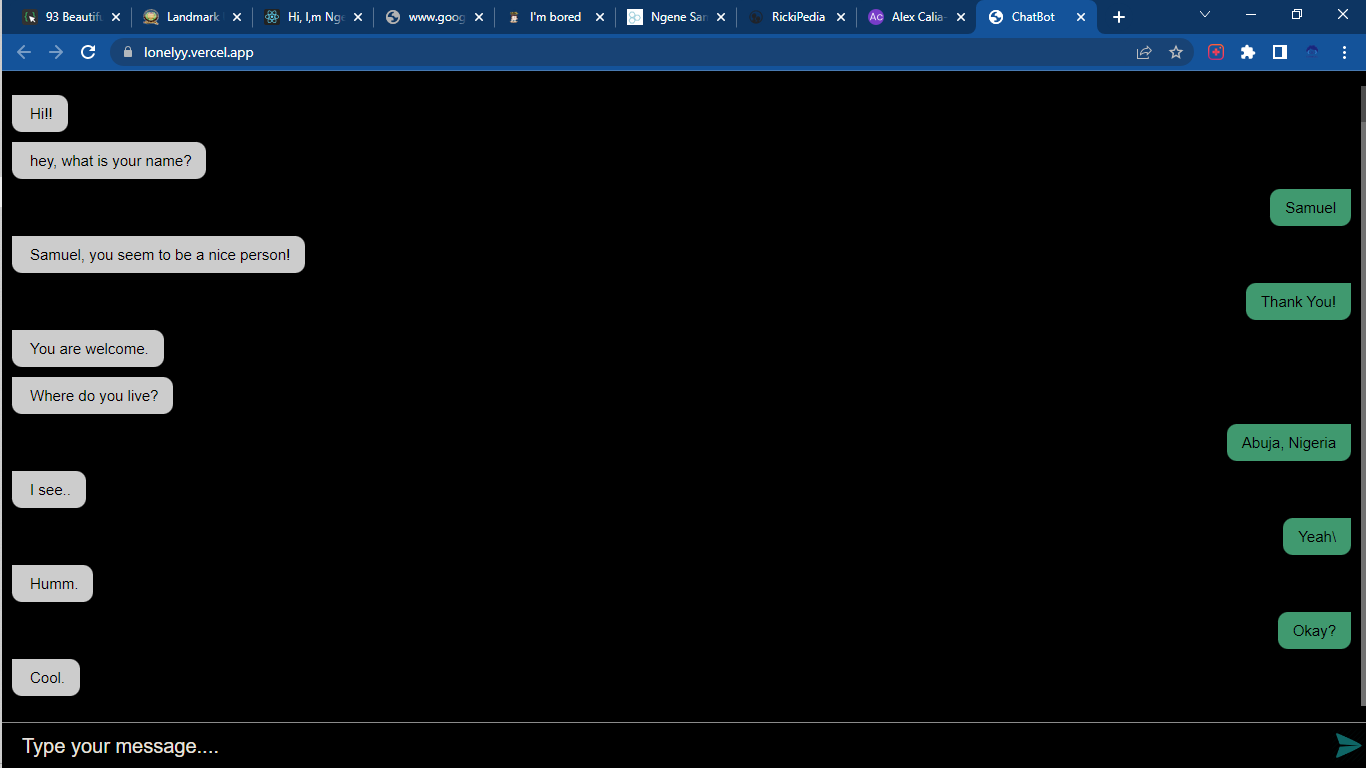 93 Beautifu
Landmark
Hi, I,m Nge
www.goog
I'm bored
Ngene Sam
RickiPedia
Alex Calia-
ChatBot
lonelyy.vercel.app
Hi!!
hey, what is your name?
Samuel
Samuel, you seem to be a nice person!
Thank You!
You are welcome.
Where do you live?
Abuja, Nigeria
I see..
Yeah\
Humm.
Okay?
Cool.
Type your message....